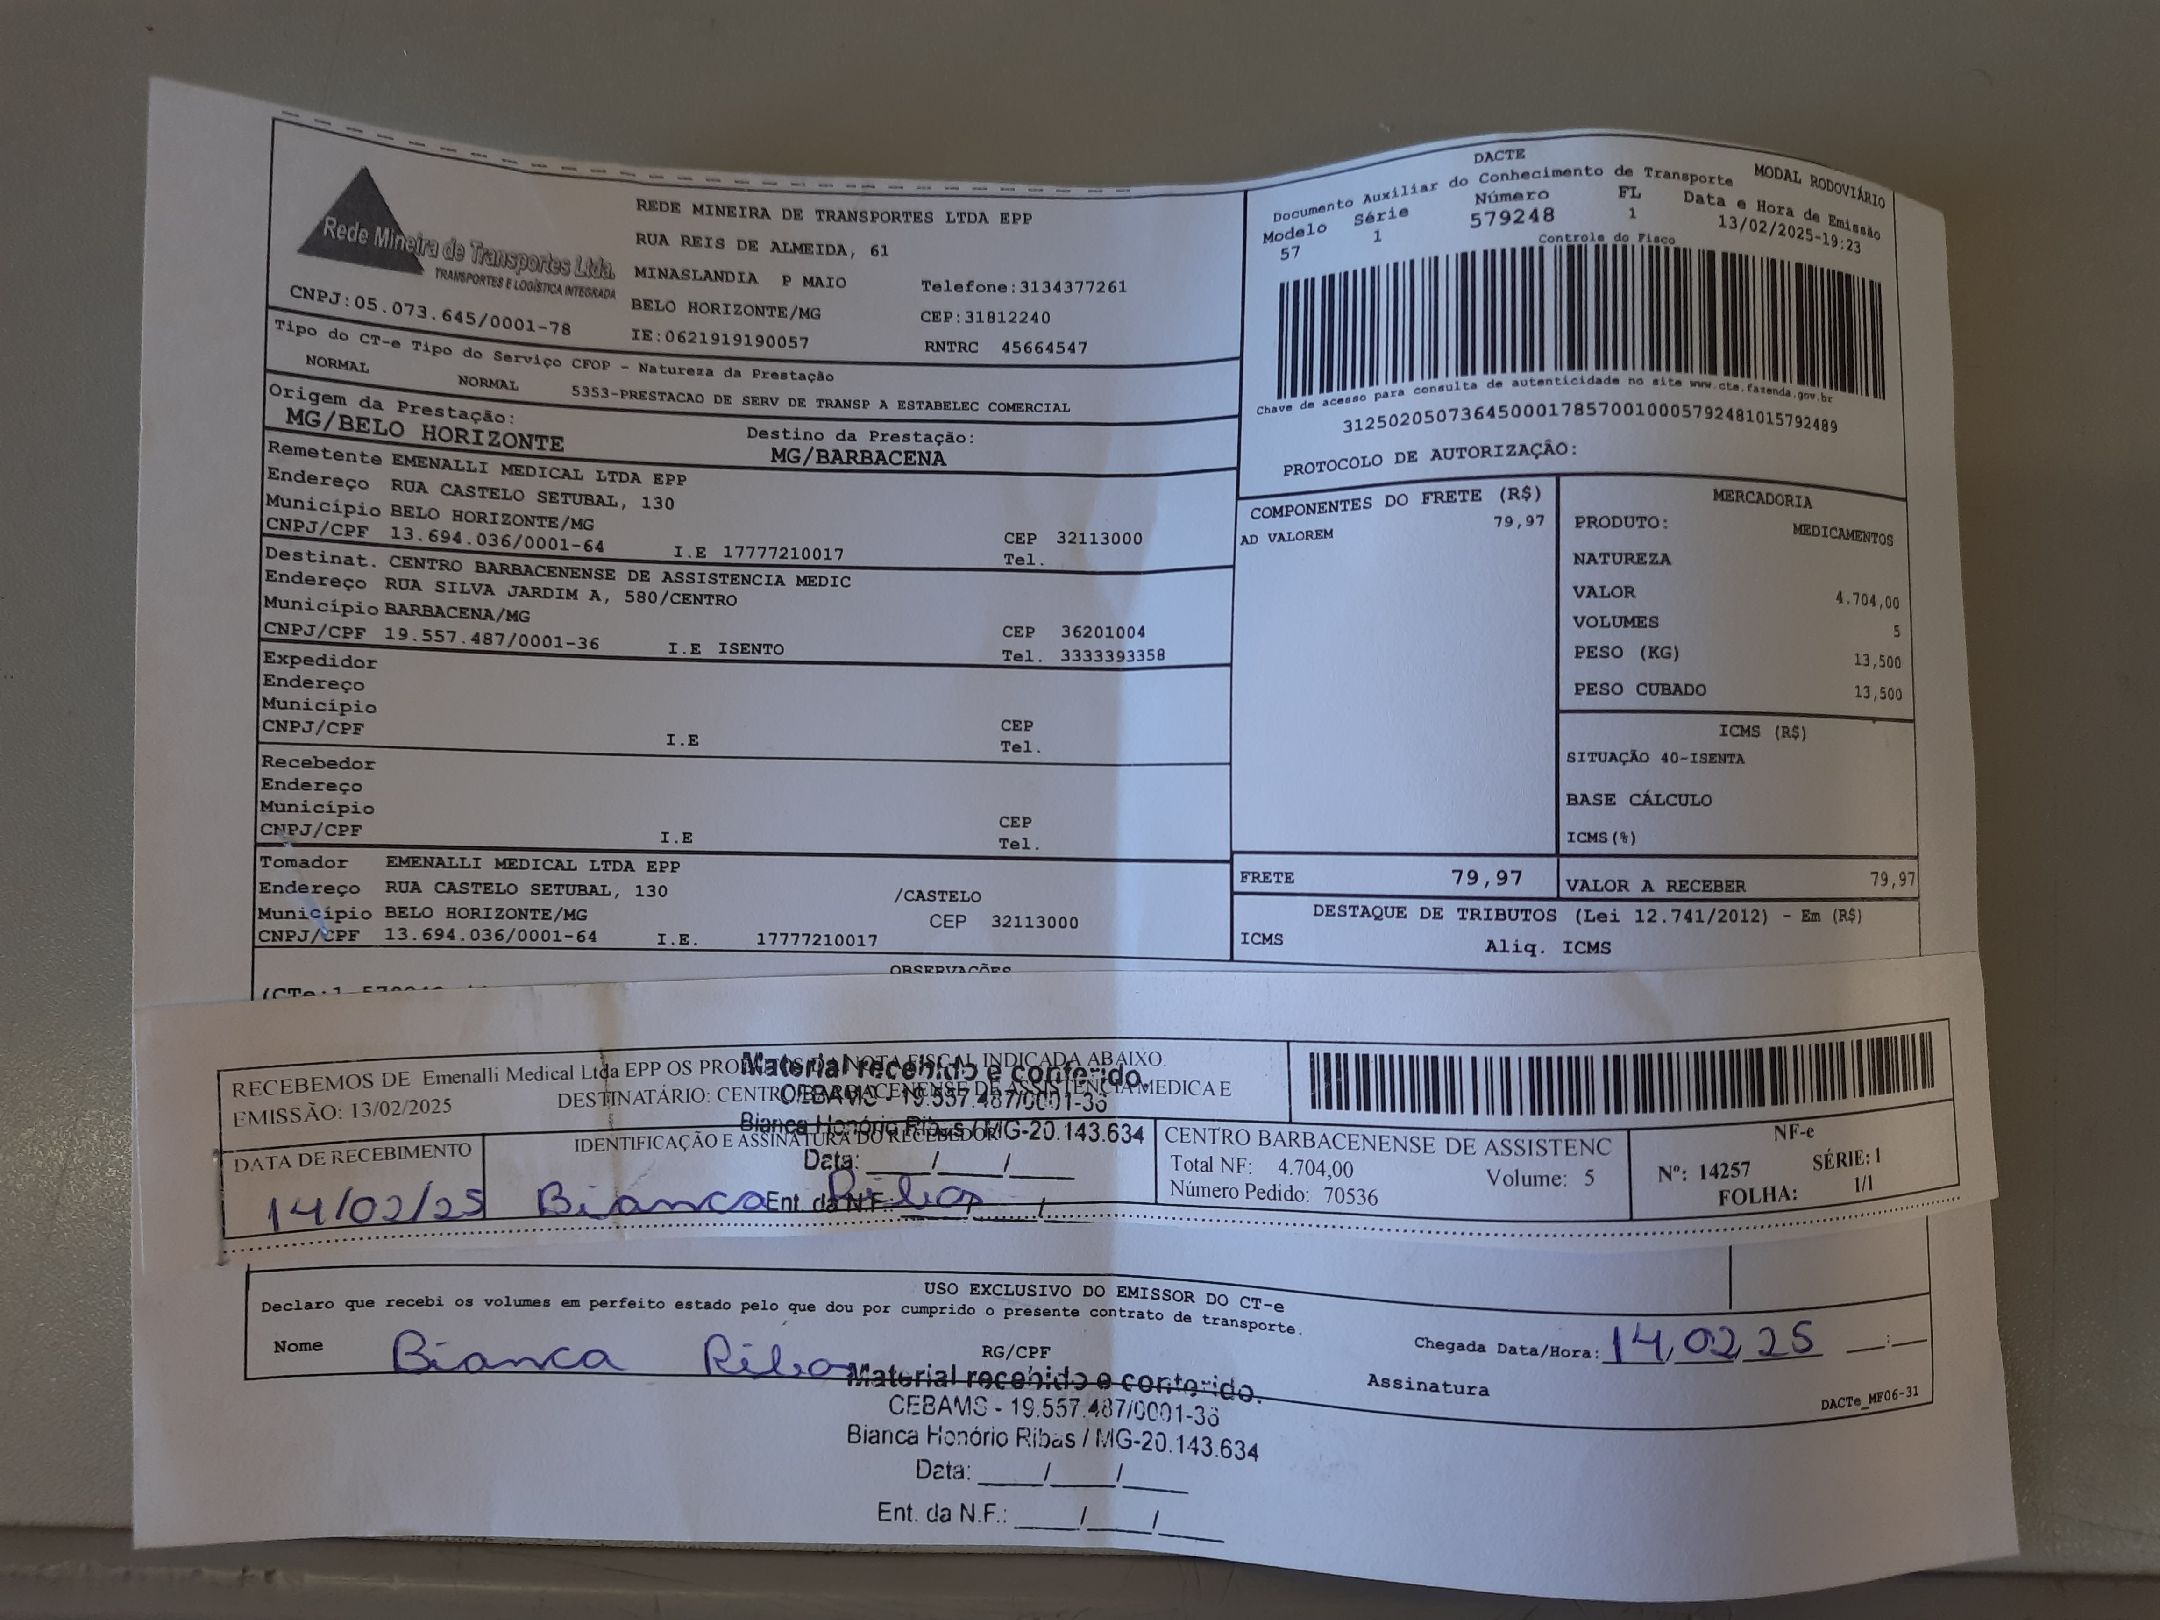 Rede Mineira de Transportes Ltda.
TRANSPORTES E LOGÍSTICA INTEGRADA
CNPJ:05.073.645/0001-78
REDE MINEIRA DE TRANSPORTES LTDA EPP
RUA REIS DE ALMEIDA, 61
MINASLANDIA P MAIO Telefone:3134377261
BELO HORIZONTE/MG CEP:31812240
IE:0621919190057 RNTRC 45664547
DACTE MODAL RODOVIÁRIO
Documento Auxiliar do Conhecimento de Transporte
Modelo Série Número FL Data e Hora de Emissão
57 1 579248 1 13/02/2025-19:23
Controle do Fisco
Chave de acesso para consulta de autenticidade no site www.cte.fazenda.gov.br
31250205073645000178570010005792481015792489
PROTOCOLO DE AUTORIZAÇÃO:
Tipo do CT-e Tipo do Serviço CFOP - Natureza da Prestação
NORMAL NORMAL 5353-PRESTACAO DE SERV DE TRANSP A ESTABELEC COMERCIAL
Origem da Prestação: Destino da Prestação:
MG/BELO HORIZONTE MG/BARBACENA
Remetente EMENALLI MEDICAL LTDA EPP
Endereço RUA CASTELO SETUBAL, 130
Município BELO HORIZONTE/MG CEP 32113000
CNPJ/CPF 13.694.036/0001-64 I.E 17777210017 Tel.
Destinat. CENTRO BARBACENENSE DE ASSISTENCIA MEDIC
Endereço RUA SILVA JARDIM A, 580/CENTRO
Município BARBACENA/MG CEP 36201004
CNPJ/CPF 19.557.487/0001-36 I.E ISENTO Tel. 3333393358
Expedidor
Endereço
Município CEP
CNPJ/CPF I.E Tel.
Recebedor
Endereço
Município CEP
CNPJ/CPF I.E Tel.
Tomador EMENALLI MEDICAL LTDA EPP
Endereço RUA CASTELO SETUBAL, 130 /CASTELO
Município BELO HORIZONTE/MG CEP 32113000
CNPJ/CPF 13.694.036/0001-64 I.E. 17777210017
COMPONENTES DO FRETE (R$)
AD VALOREM 79,97
MERCADORIA
PRODUTO: MEDICAMENTOS
NATUREZA
VALOR 4.704,00
VOLUMES 5
PESO (KG) 13,500
PESO CUBADO 13,500
ICMS (R$)
SITUAÇÃO 40-ISENTA
BASE CÁLCULO
ICMS(%)
FRETE 79,97 VALOR A RECEBER 79,97
DESTAQUE DE TRIBUTOS (Lei 12.741/2012) - Em (R$)
ICMS Aliq. ICMS
OBSERVAÇÕES
RECEBEMOS DE Emenalli Medical Ltda EPP OS PRODUTOS DA NOTA FISCAL INDICADA ABAIXO
EMISSÃO: 13/02/2025 DESTINATÁRIO: CENTRO BARBACENENSE DE ASSISTENCIA MEDICA E
Material recebido e conferido.
CEBAMS - 19.557.487/0001-36
Bianca Honório Ribas / MG-20.143.634
Data: ____/____/____
Ent. da N.F.: ____/____/____
DATA DE RECEBIMENTO IDENTIFICAÇÃO E ASSINATURA DO RECEBEDOR
14/02/25 Bianca Ribas
CENTRO BARBACENENSE DE ASSISTENC
Total NF: 4.704,00 Volume: 5
Número Pedido: 70536
NF-e
Nº: 14257 SÉRIE: 1
FOLHA: 1/1
USO EXCLUSIVO DO EMISSOR DO CT-e
Declaro que recebi os volumes em perfeito estado pelo que dou por cumprido o presente contrato de transporte.
Nome Bianca Ribas RG/CPF Chegada Data/Hora: 14,02,25 __:__
Assinatura
DACTe_MF06-31
Material recebido e conferido.
CEBAMS - 19.557.487/0001-36
Bianca Honório Ribas / MG-20.143.634
Data: ____/____/____
Ent. da N.F.: ____/____/____